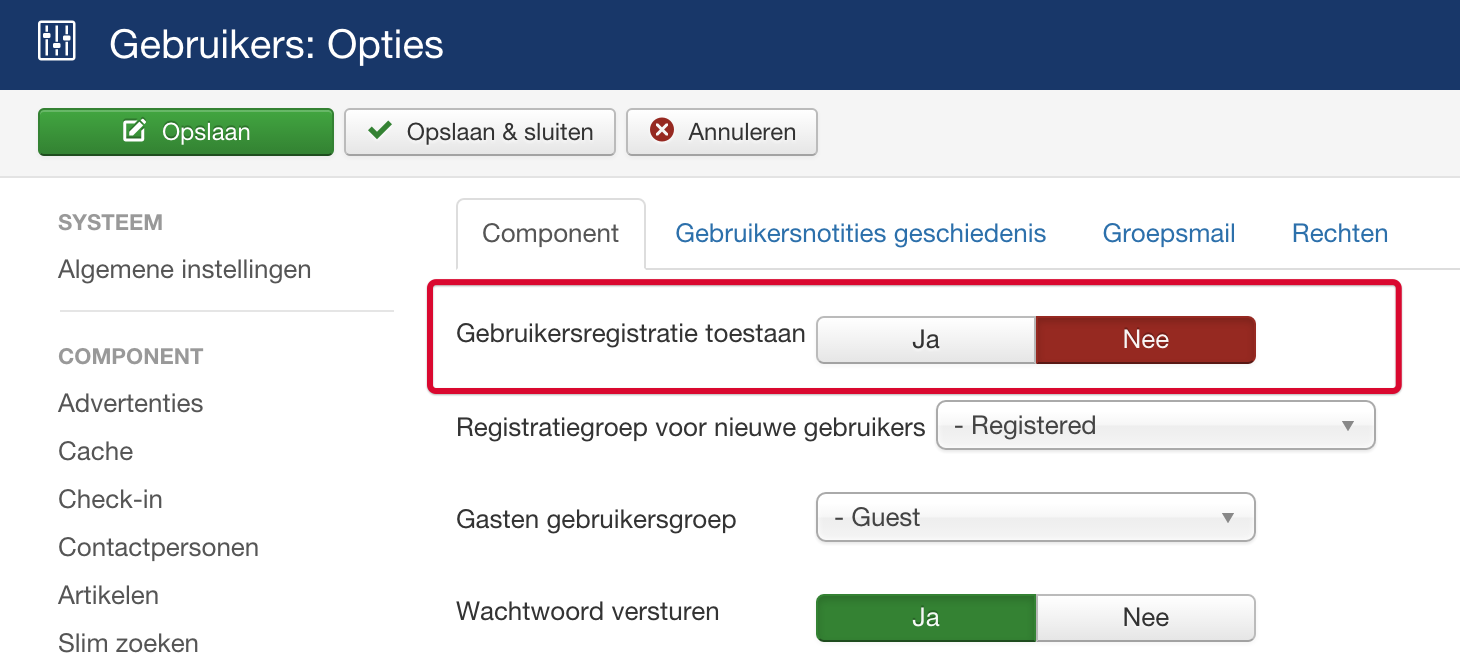 Gebruikers: Opties
Opslaan
Opslaan & sluiten
Annuleren
SYSTEEM
Algemene instellingen
COMPONENT
Advertenties
Cache
Check-in
Contactpersonen
Artikelen
Slim zoeken
Component
Gebruikersnotities geschiedenis
Groepsmail
Rechten
Gebruikersregistratie toestaan
Ja
Nee
Registratiegroep voor nieuwe gebruikers
- Registered
Gasten gebruikersgroep
- Guest
Wachtwoord versturen
Ja
Nee